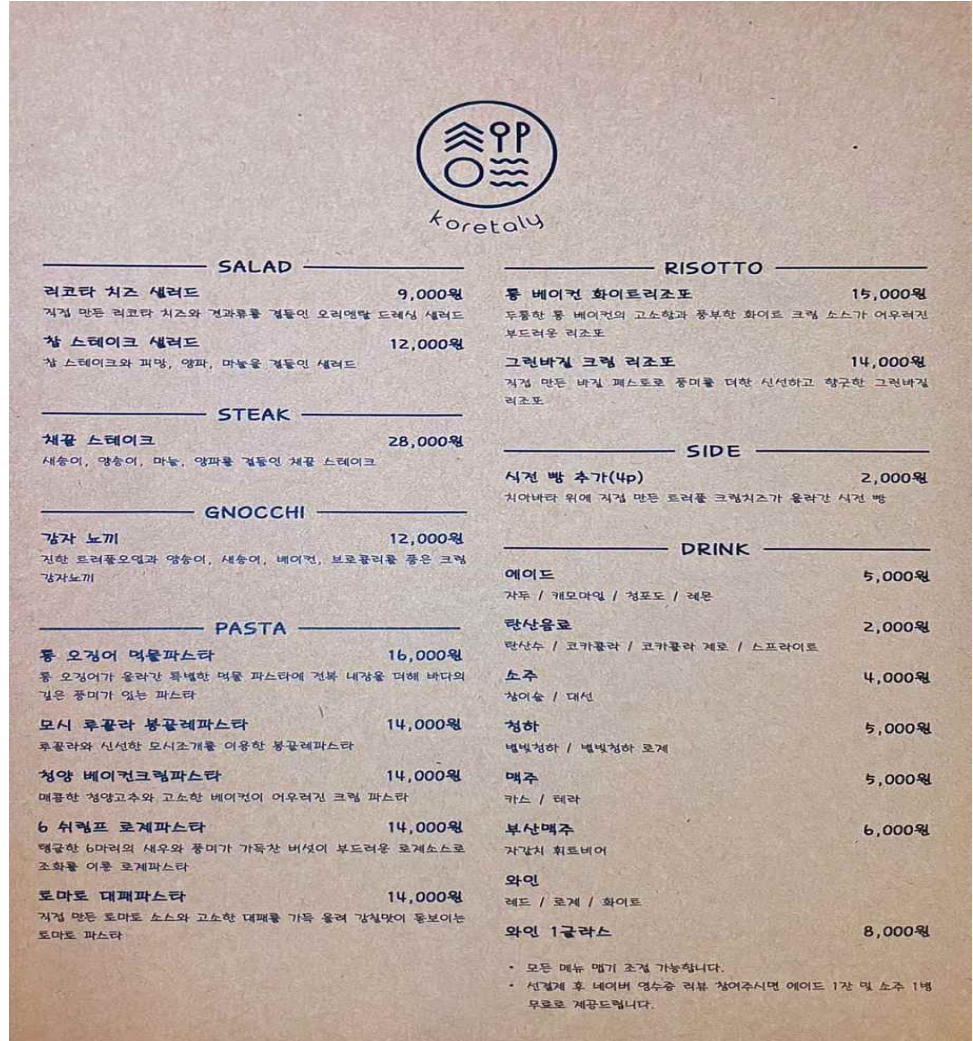 koretaly
SALAD
리코타 치즈 샐러드 9,000원
직접 만든 리코타 치즈와 견과류를 곁들인 오리엔탈 드레싱 샐러드
찹 스테이크 샐러드 12,000원
찹 스테이크와 피망, 양파, 마늘을 곁들인 샐러드
STEAK
채끝 스테이크 28,000원
새송이, 양송이, 마늘, 양파를 곁들인 채끝 스테이크
GNOCCHI
감자 뇨끼 12,000원
진한 트러플오일과 양송이, 새송이, 베이컨, 브로콜리를 품은 크림
감자뇨끼
PASTA
통 오징어 먹물파스타 16,000원
통 오징어가 올라간 특별한 먹물 파스타에 전복 내장을 더해 바다의
깊은 풍미가 있는 파스타
모시 루꼴라 봉골레파스타 14,000원
루꼴라와 신선한 모시조개를 이용한 봉골레파스타
청양 베이컨크림파스타 14,000원
매콤한 청양고추와 고소한 베이컨이 어우러진 크림 파스타
6 쉬림프 로제파스타 14,000원
탱글한 6마리의 새우와 풍미가 가득찬 버섯이 부드러운 로제소스로
조화를 이룬 로제파스타
토마토 대패파스타 14,000원
직접 만든 토마토 소스와 고소한 대패를 가득 올려 감칠맛이 돋보이는
토마토 파스타
RISOTTO
통 베이컨 화이트리조또 15,000원
두툼한 통 베이컨의 고소함과 풍부한 화이트 크림 소스가 어우러진
부드러운 리조또
그린바질 크림 리조또 14,000원
직접 만든 바질 페스토로 풍미를 더한 신선하고 향긋한 그린바질
리조또
SIDE
식전 빵 추가(4p) 2,000원
치아바타 위에 직접 만든 트러플 크림치즈가 올라간 식전 빵
DRINK
에이드 5,000원
자두 / 캐모마일 / 청포도 / 레몬
탄산음료 2,000원
탄산수 / 코카콜라 / 코카콜라 제로 / 스프라이트
소주 4,000원
참이슬 / 대선
청하 5,000원
별빛청하 / 별빛청하 로제
맥주 5,000원
카스 / 테라
부산맥주 6,000원
자갈치 휘트비어
와인
레드 / 로제 / 화이트
와인 1글라스 8,000원
• 모든 메뉴 맵기 조절 가능합니다.
• 선결제 후 네이버 영수증 리뷰 참여주시면 에이드 1잔 및 소주 1병
무료로 제공드립니다.